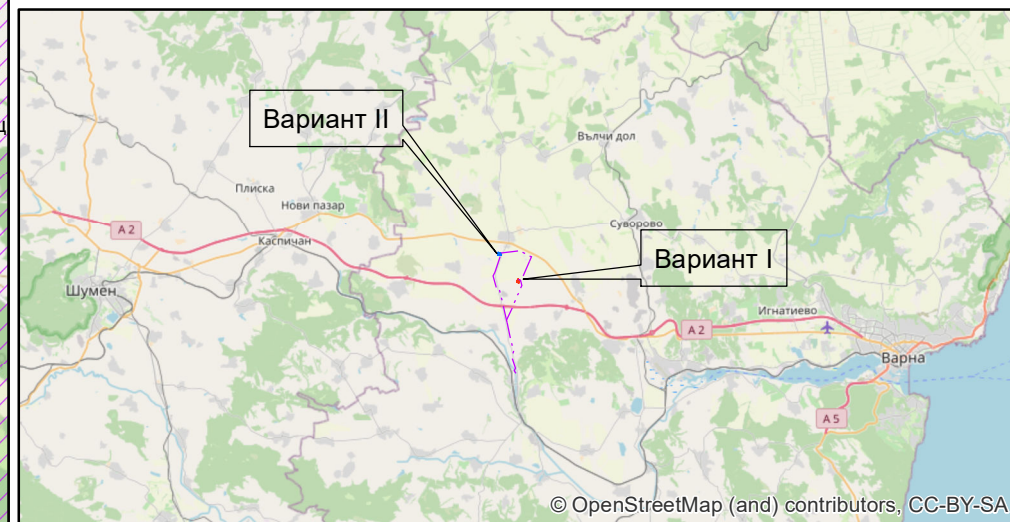 ц
Вариант II
Вълчи дол
Плиска
Нови пазар
Суворово
A 2
Каспичан
Вариант I
Шумен
Игнатиево
A 2
Варна
A 5
© OpenStreetMap (and) contributors, CC-BY-SA